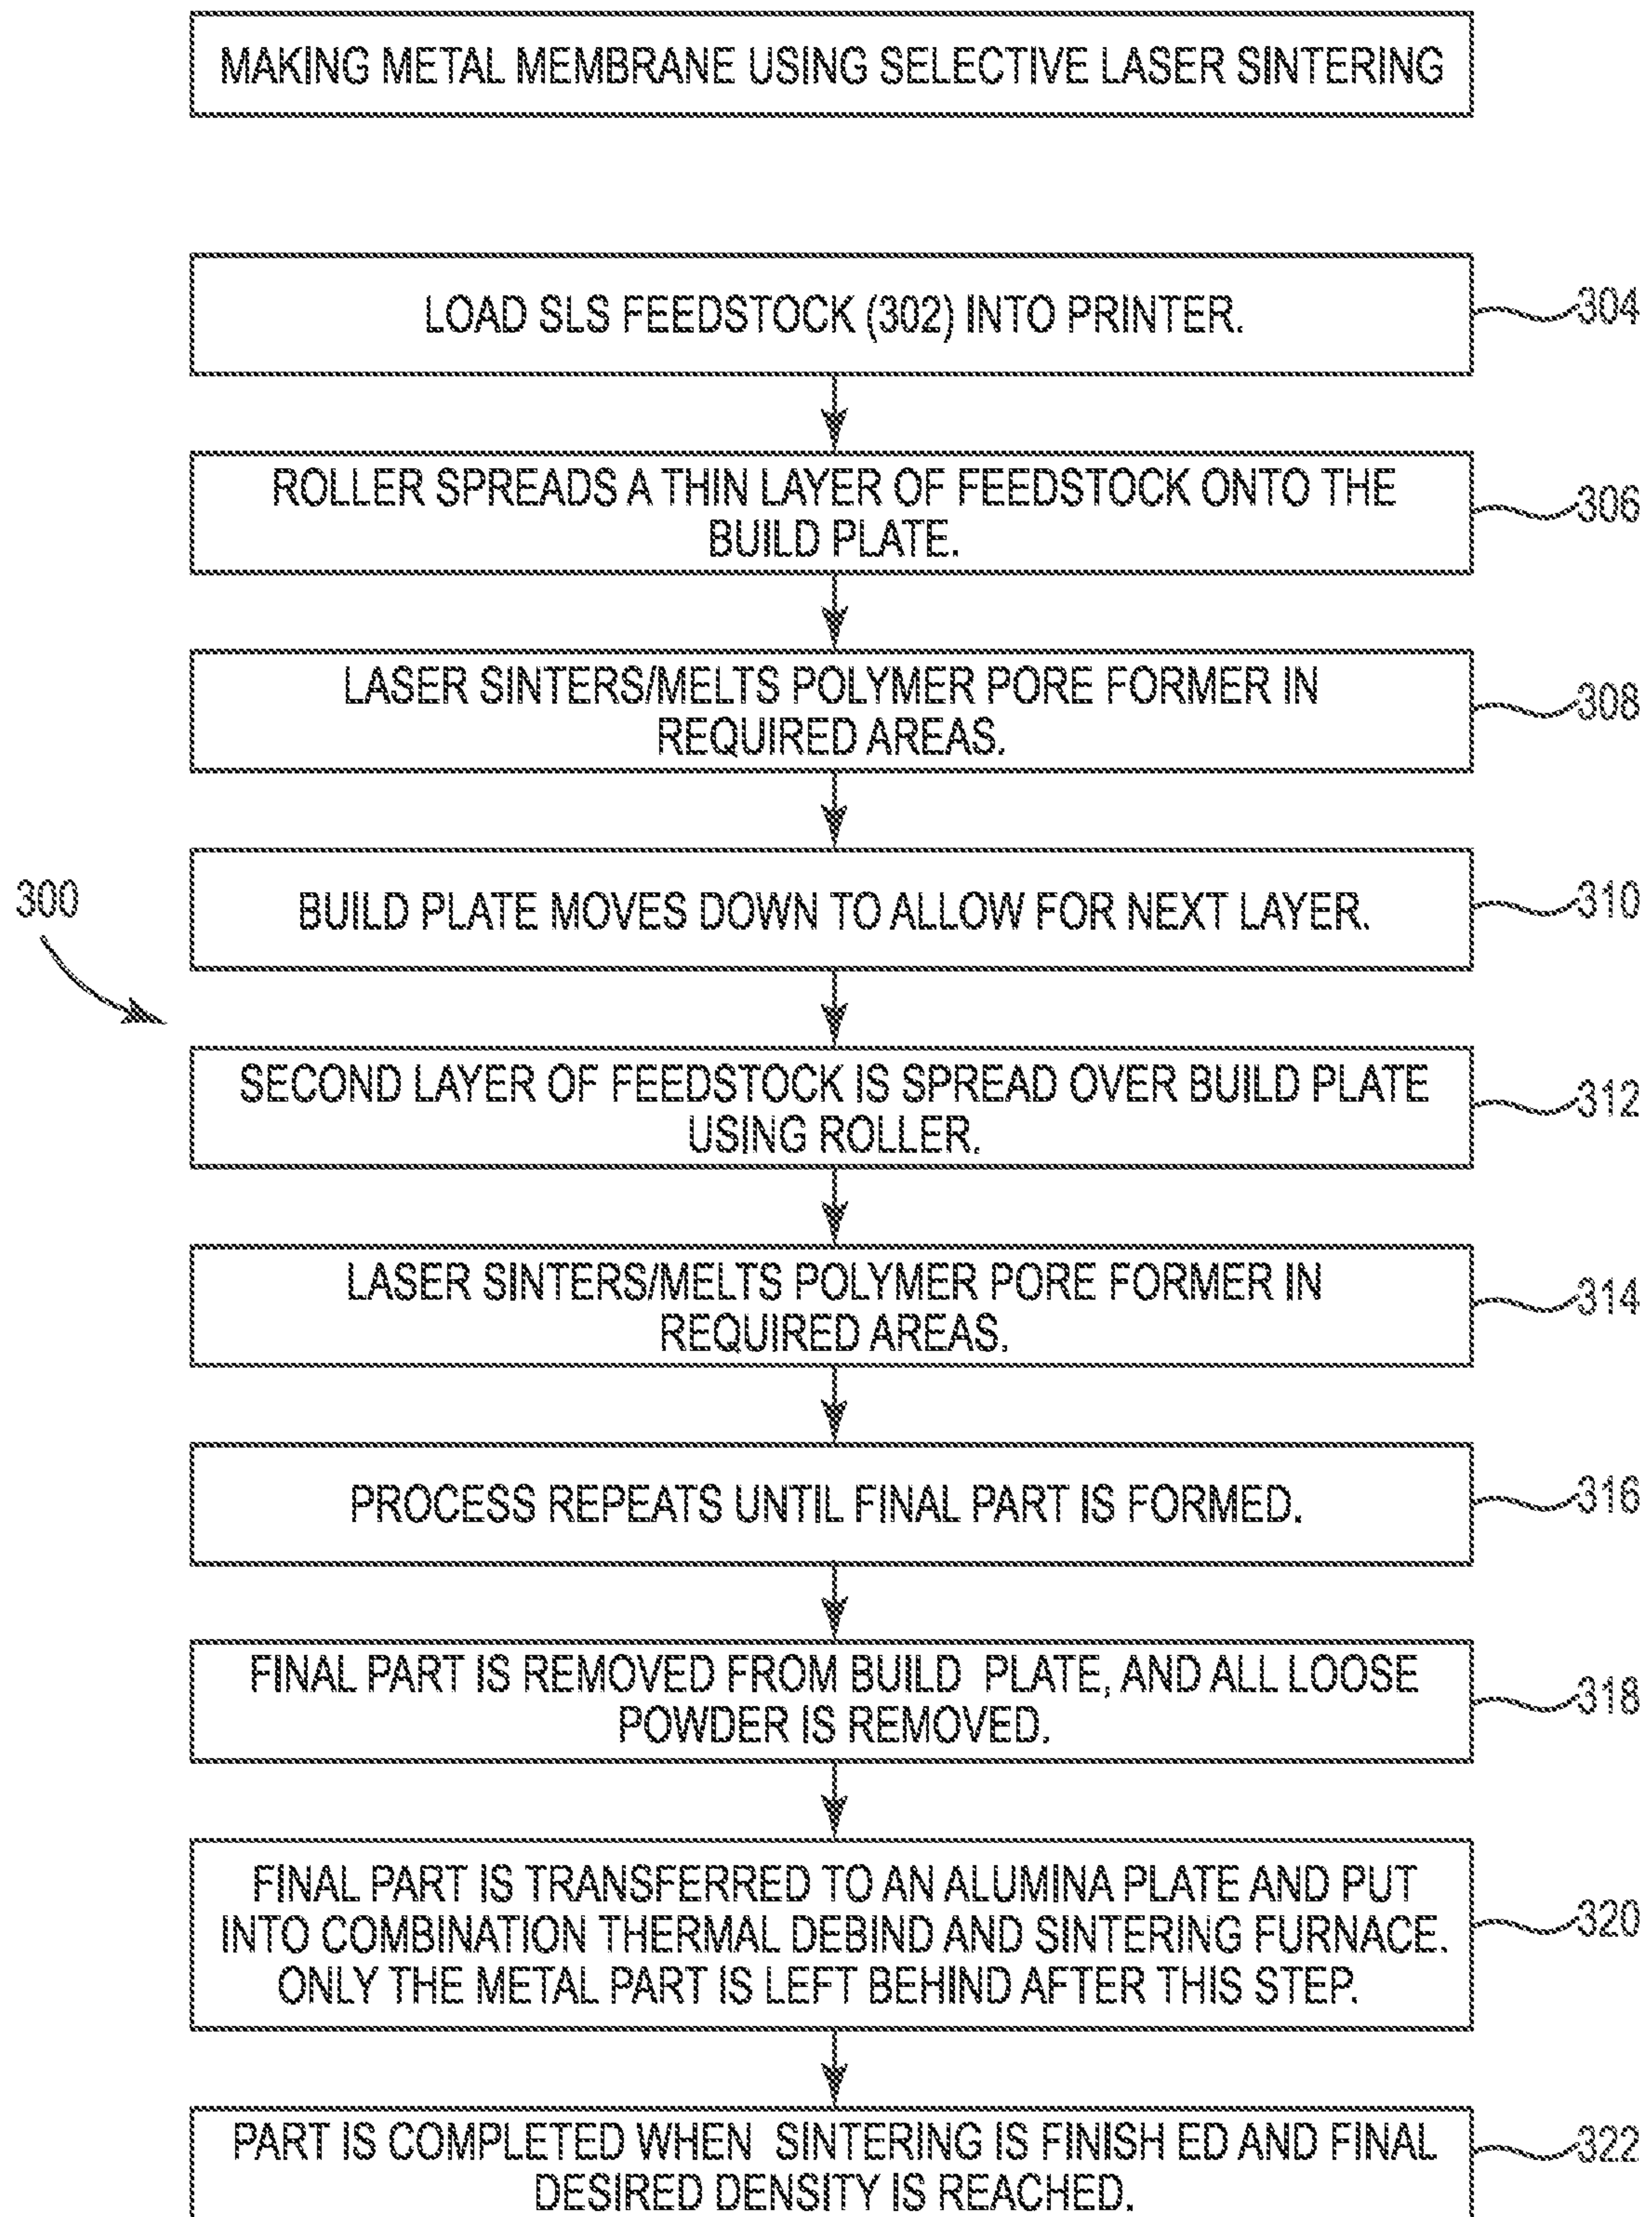 MAKING METAL MEMBRANE USING SELECTIVE LASER SINTERING
LOAD SLS FEEDSTOCK (302) INTO PRINTER.
304
ROLLER SPREADS A THIN LAYER OF FEEDSTOCK ONTO THE
BUILD PLATE.
306
LASER SINTERS/MELTS POLYMER PORE FORMER IN
REQUIRED AREAS.
308
BUILD PLATE MOVES DOWN TO ALLOW FOR NEXT LAYER.
310
300
SECOND LAYER OF FEEDSTOCK IS SPREAD OVER BUILD PLATE
USING ROLLER.
312
LASER SINTERS/MELTS POLYMER PORE FORMER IN
REQUIRED AREAS.
314
PROCESS REPEATS UNTIL FINAL PART IS FORMED.
316
FINAL PART IS REMOVED FROM BUILD PLATE, AND ALL LOOSE
POWDER IS REMOVED.
318
FINAL PART IS TRANSFERRED TO AN ALUMINA PLATE AND PUT
INTO COMBINATION THERMAL DEBIND AND SINTERING FURNACE.
ONLY THE METAL PART IS LEFT BEHIND AFTER THIS STEP.
320
PART IS COMPLETED WHEN SINTERING IS FINISH ED AND FINAL
DESIRED DENSITY IS REACHED.
322